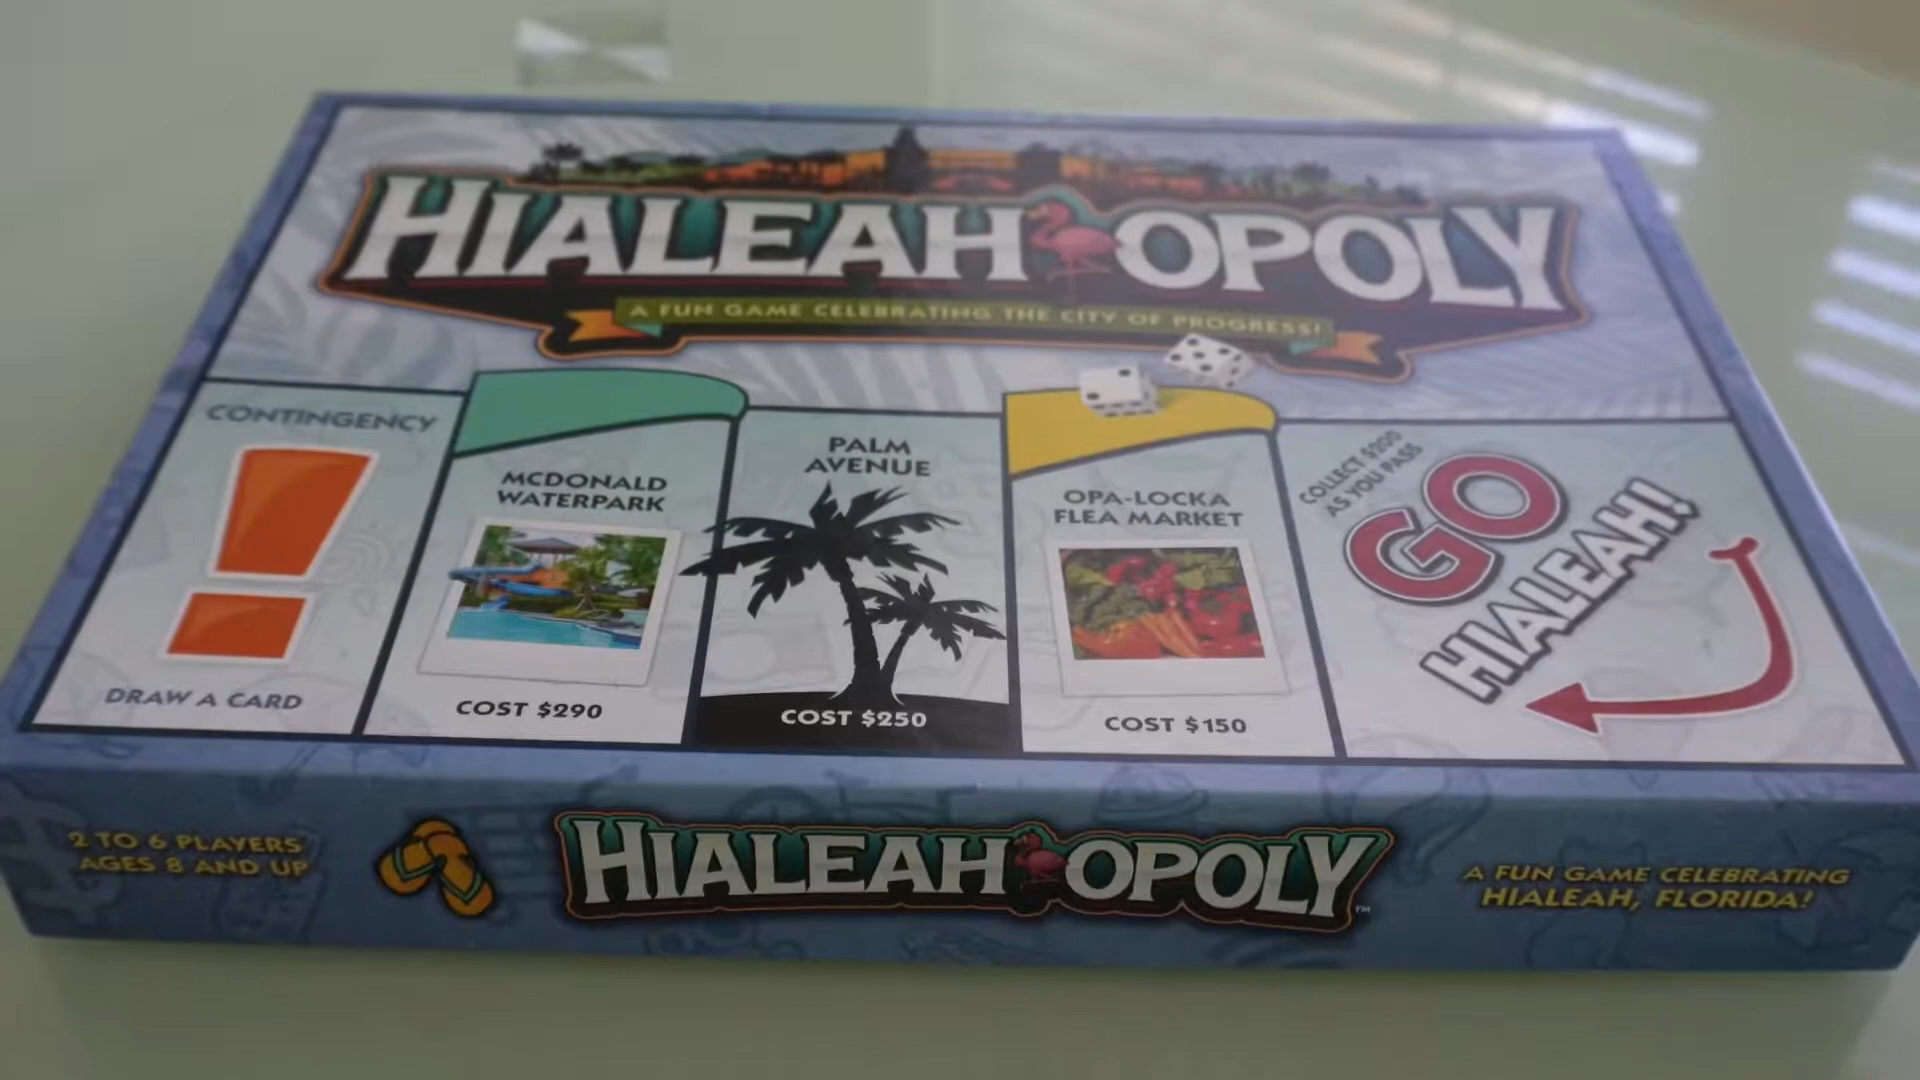 HIALEAH OPOLY
A FUN GAME CELEBRATING THE CITY OF PROGRESS!
CONTINGENCY
DRAW A CARD
MCDONALD
WATERPARK
COST $290
PALM
AVENUE
COST $250
OPA-LOCKA
FLEA MARKET
COST $150
COLLECT $200
AS YOU PASS
GO
HIALEAH!
2 TO 6 PLAYERS
AGES 8 AND UP
HIALEAH OPOLY™
A FUN GAME CELEBRATING
HIALEAH, FLORIDA!